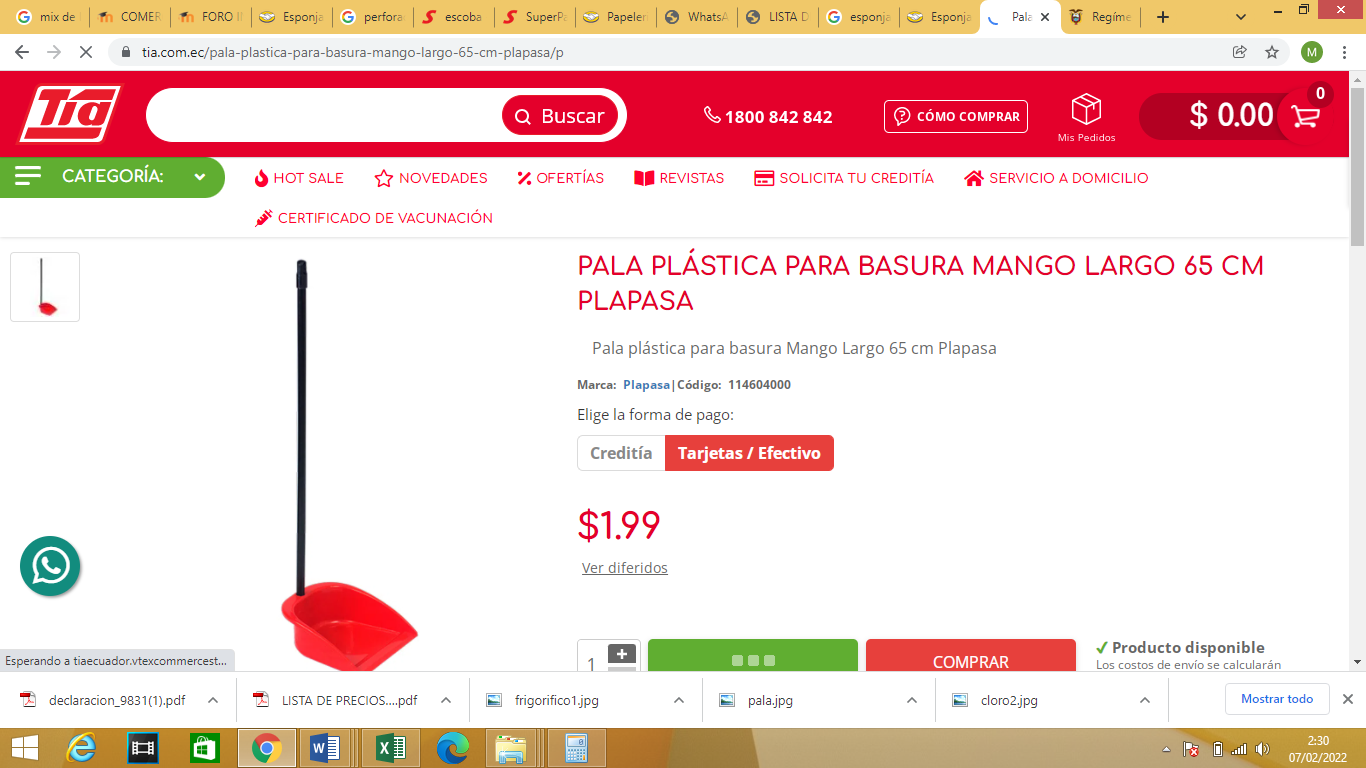 mix de
COMER
FORO I
Esponja
perfora
escoba
SuperPa
Papeler
WhatsA
LISTA D
esponja
Esponja
Pala
Regíme
tia.com.ec/pala-plastica-para-basura-mango-largo-65-cm-plapasa/p
M
Tía
Buscar
1800 842 842
CÓMO COMPRAR
Mis Pedidos
$ 0.00
0
CATEGORÍA:
HOT SALE
NOVEDADES
OFERTÍAS
REVISTAS
SOLICITA TU CREDITÍA
SERVICIO A DOMICILIO
CERTIFICADO DE VACUNACIÓN
PALA PLÁSTICA PARA BASURA MANGO LARGO 65 CM
PLAPASA
Pala plástica para basura Mango Largo 65 cm Plapasa
Marca: Plapasa|Código: 114604000
Elige la forma de pago:
Creditía
Tarjetas / Efectivo
$1.99
Ver diferidos
1
+
COMPRAR
Producto disponible
Los costos de envío se calcularán
Esperando a tiaecuador.vtexcommercest...
declaracion_9831(1).pdf
LISTA DE PRECIOS....pdf
frigorifico1.jpg
pala.jpg
cloro2.jpg
Mostrar todo
2:30
07/02/2022